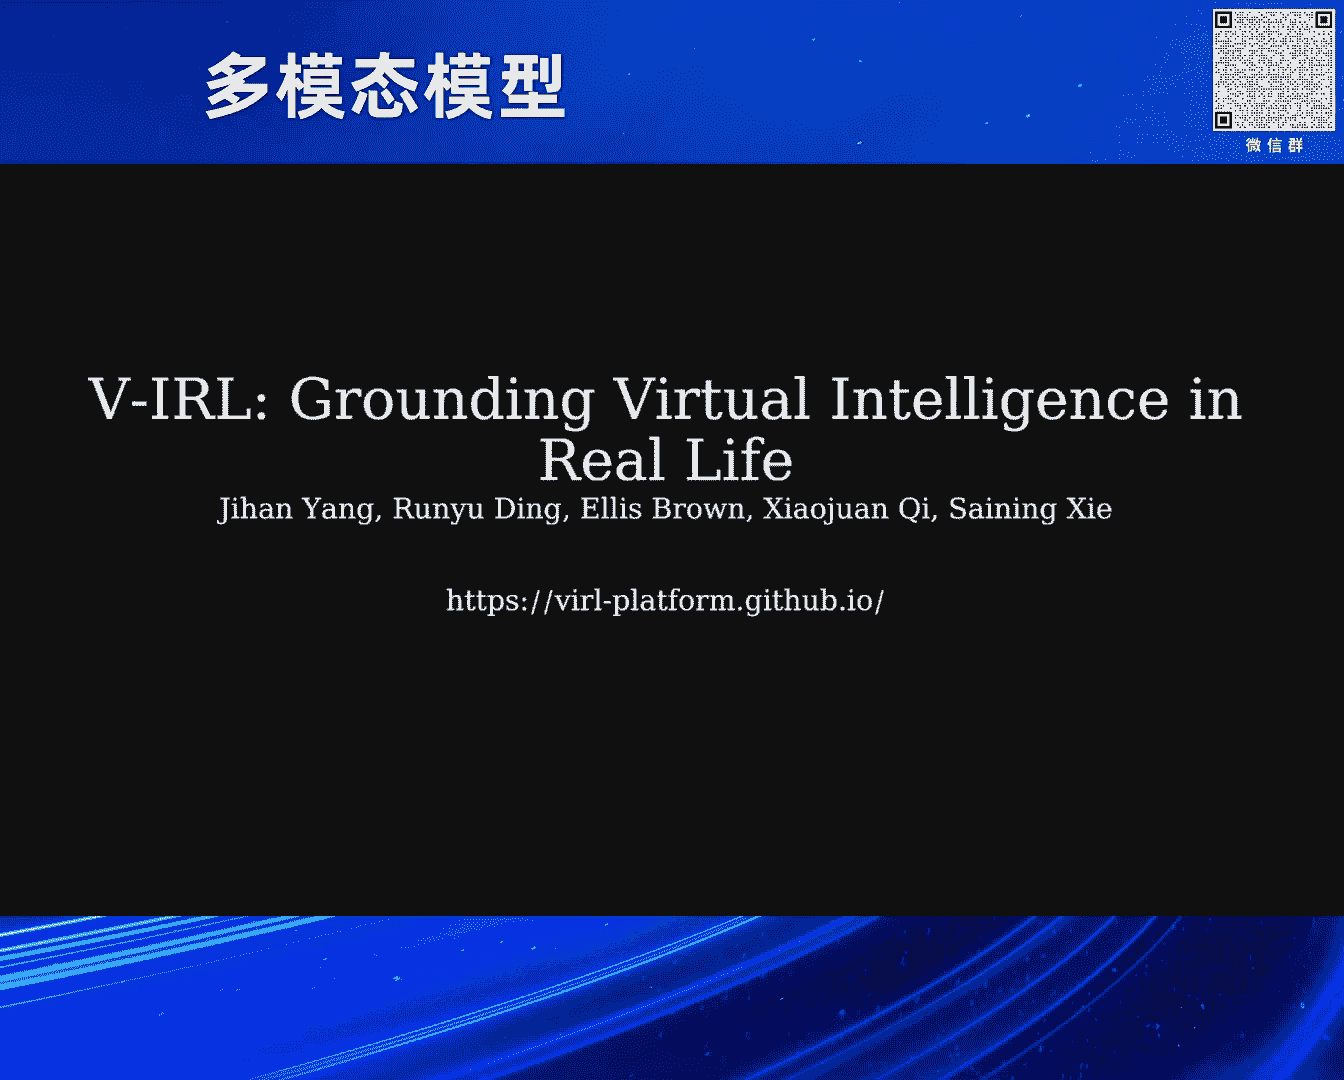 多模态模型
微信群
V-IRL: Grounding Virtual Intelligence in
Real Life
Jihan Yang, Runyu Ding, Ellis Brown, Xiaojuan Qi, Saining Xie
https://virl-platform.github.io/